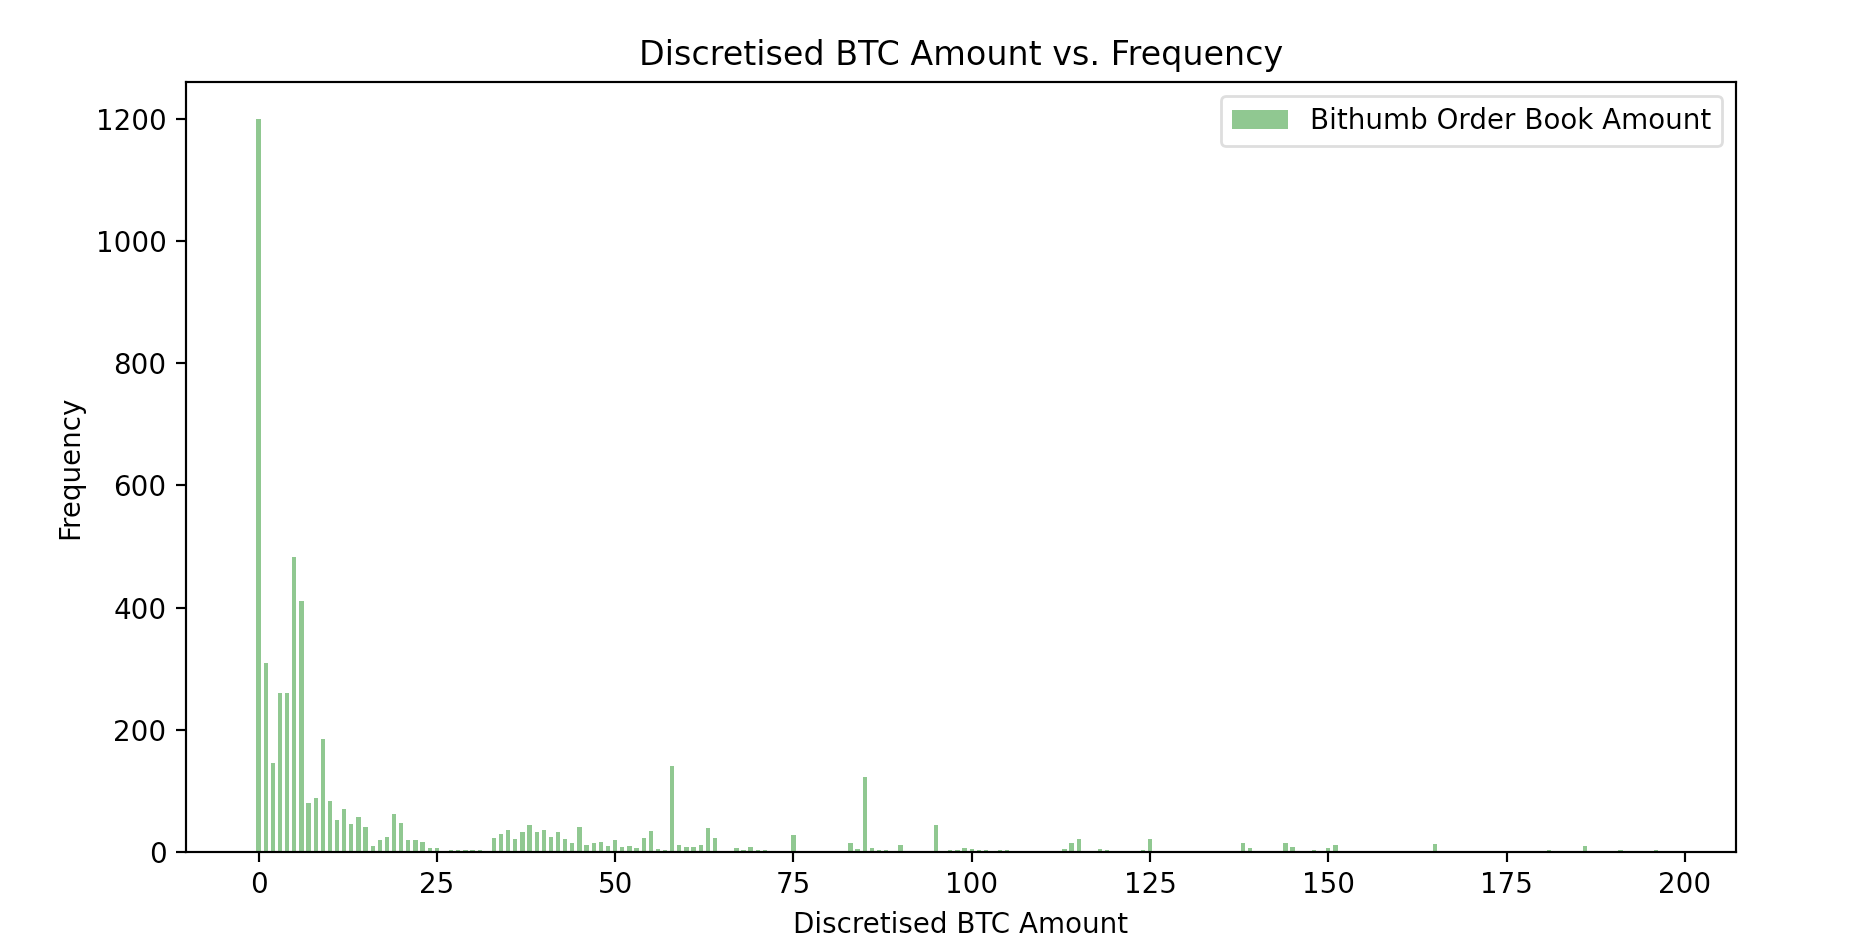 Discretised BTC Amount vs. Frequency
Bithumb Order Book Amount
1200
1000
800
600
400
200
0
Frequency
0 25 50 75 100 125 150 175 200
Discretised BTC Amount